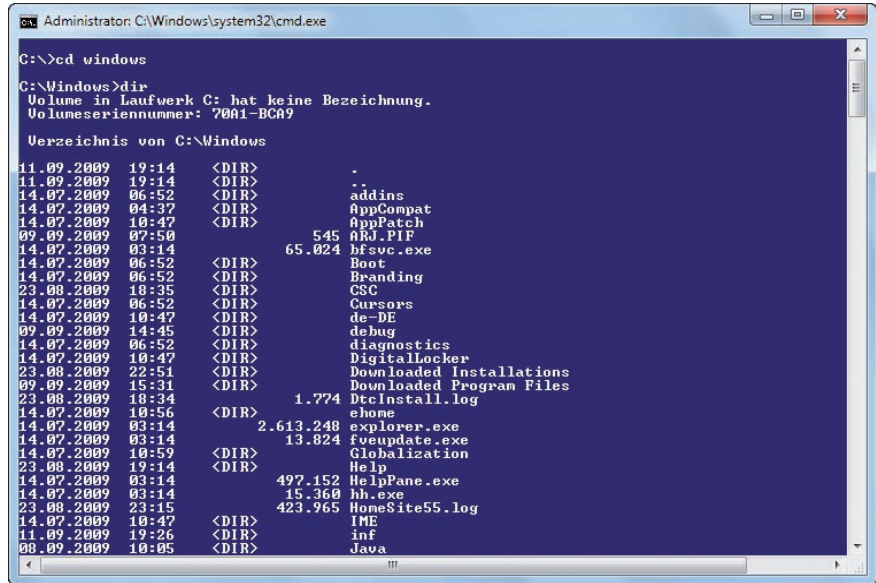 Administrator: C:\Windows\system32\cmd.exe
C:\>cd windows
C:\Windows>dir
Volume in Laufwerk C: hat keine Bezeichnung.
Volumeseriennummer: 70A1-BCA9
Verzeichnis von C:\Windows
11.09.2009 19:14 <DIR> .
11.09.2009 19:14 <DIR> ..
14.07.2009 06:52 <DIR> addins
14.07.2009 04:37 <DIR> AppCompat
14.07.2009 10:47 <DIR> AppPatch
09.09.2009 07:50 545 ARJ.PIF
14.07.2009 03:14 65.024 bfsvc.exe
14.07.2009 06:52 <DIR> Boot
14.07.2009 06:52 <DIR> Branding
23.08.2009 18:35 <DIR> CSC
14.07.2009 06:52 <DIR> Cursors
14.07.2009 10:47 <DIR> de-DE
09.09.2009 14:45 <DIR> debug
14.07.2009 06:52 <DIR> diagnostics
14.07.2009 10:47 <DIR> DigitalLocker
23.08.2009 22:51 <DIR> Downloaded Installations
09.09.2009 15:31 <DIR> Downloaded Program Files
23.08.2009 18:34 1.774 DtcInstall.log
14.07.2009 10:56 <DIR> ehome
14.07.2009 03:14 2.613.248 explorer.exe
14.07.2009 03:14 13.824 fveupdate.exe
14.07.2009 10:59 <DIR> Globalization
23.08.2009 19:14 <DIR> Help
14.07.2009 03:14 497.152 HelpPane.exe
14.07.2009 03:14 15.360 hh.exe
23.08.2009 23:15 423.965 HomeSite55.log
14.07.2009 10:47 <DIR> IME
11.09.2009 19:26 <DIR> inf
08.09.2009 10:05 <DIR> Java